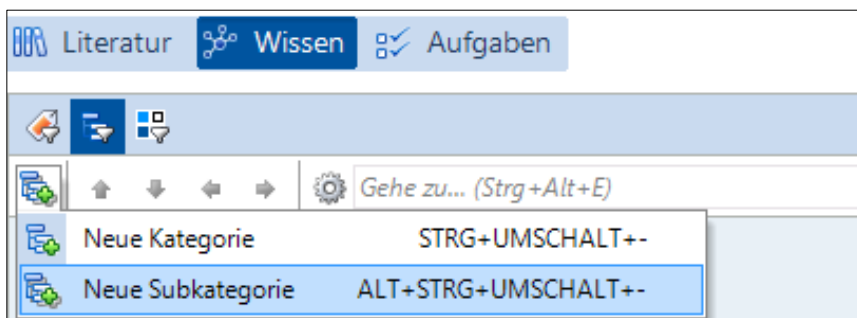 Literatur Wissen Aufgaben
Gehe zu... (Strg+Alt+E)
Neue Kategorie STRG+UMSCHALT+-
Neue Subkategorie ALT+STRG+UMSCHALT+-